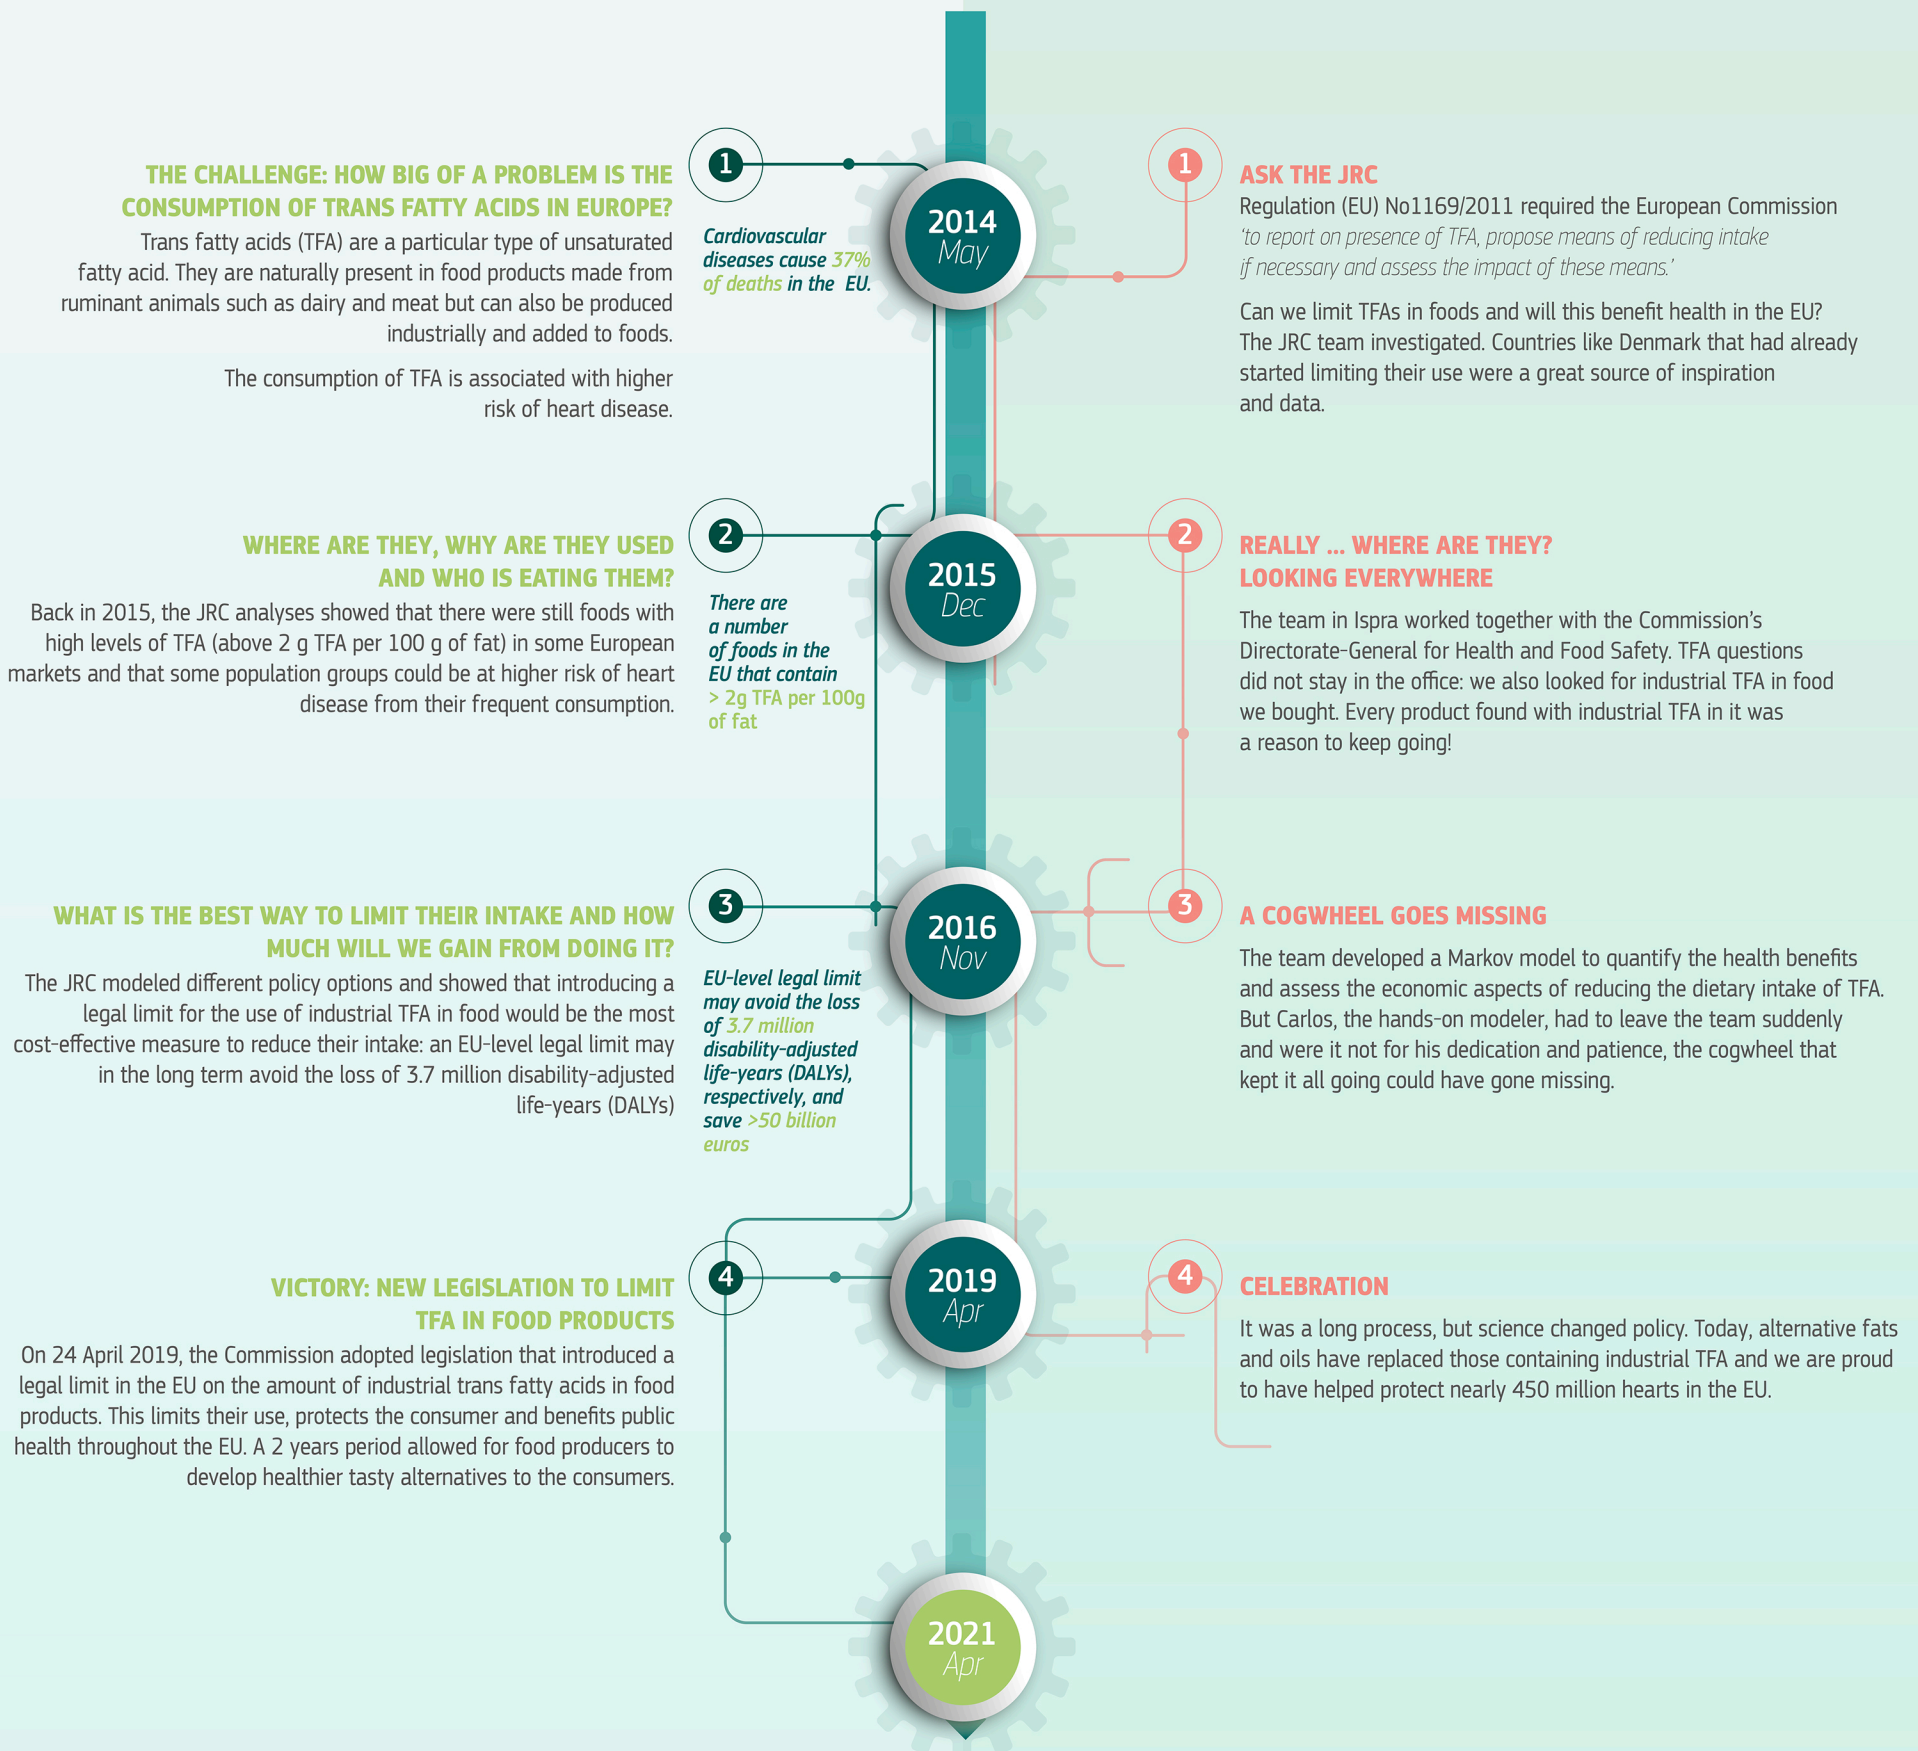 1
THE CHALLENGE: HOW BIG OF A PROBLEM IS THE
CONSUMPTION OF TRANS FATTY ACIDS IN EUROPE?
Trans fatty acids (TFA) are a particular type of unsaturated
fatty acid. They are naturally present in food products made from
ruminant animals such as dairy and meat but can also be produced
industrially and added to foods.
The consumption of TFA is associated with higher
risk of heart disease.
Cardiovascular
diseases cause 37%
of deaths in the EU.
2014
May
1
ASK THE JRC
Regulation (EU) No1169/2011 required the European Commission
‘to report on presence of TFA, propose means of reducing intake
if necessary and assess the impact of these means.’
Can we limit TFAs in foods and will this benefit health in the EU?
The JRC team investigated. Countries like Denmark that had already
started limiting their use were a great source of inspiration
and data.
2
WHERE ARE THEY, WHY ARE THEY USED
AND WHO IS EATING THEM?
Back in 2015, the JRC analyses showed that there were still foods with
high levels of TFA (above 2 g TFA per 100 g of fat) in some European
markets and that some population groups could be at higher risk of heart
disease from their frequent consumption.
There are
a number
of foods in the
EU that contain
> 2g TFA per 100g
of fat
2015
Dec
2
REALLY ... WHERE ARE THEY?
LOOKING EVERYWHERE
The team in Ispra worked together with the Commission’s
Directorate-General for Health and Food Safety. TFA questions
did not stay in the office: we also looked for industrial TFA in food
we bought. Every product found with industrial TFA in it was
a reason to keep going!
3
WHAT IS THE BEST WAY TO LIMIT THEIR INTAKE AND HOW
MUCH WILL WE GAIN FROM DOING IT?
The JRC modeled different policy options and showed that introducing a
legal limit for the use of industrial TFA in food would be the most
cost-effective measure to reduce their intake: an EU-level legal limit may
in the long term avoid the loss of 3.7 million disability-adjusted
life-years (DALYs)
EU-level legal limit
may avoid the loss
of 3.7 million
disability-adjusted
life-years (DALYs),
respectively, and
save >50 billion
euros
2016
Nov
3
A COGWHEEL GOES MISSING
The team developed a Markov model to quantify the health benefits
and assess the economic aspects of reducing the dietary intake of TFA.
But Carlos, the hands-on modeler, had to leave the team suddenly
and were it not for his dedication and patience, the cogwheel that
kept it all going could have gone missing.
4
VICTORY: NEW LEGISLATION TO LIMIT
TFA IN FOOD PRODUCTS
On 24 April 2019, the Commission adopted legislation that introduced a
legal limit in the EU on the amount of industrial trans fatty acids in food
products. This limits their use, protects the consumer and benefits public
health throughout the EU. A 2 years period allowed for food producers to
develop healthier tasty alternatives to the consumers.
2019
Apr
4
CELEBRATION
It was a long process, but science changed policy. Today, alternative fats
and oils have replaced those containing industrial TFA and we are proud
to have helped protect nearly 450 million hearts in the EU.
2021
Apr